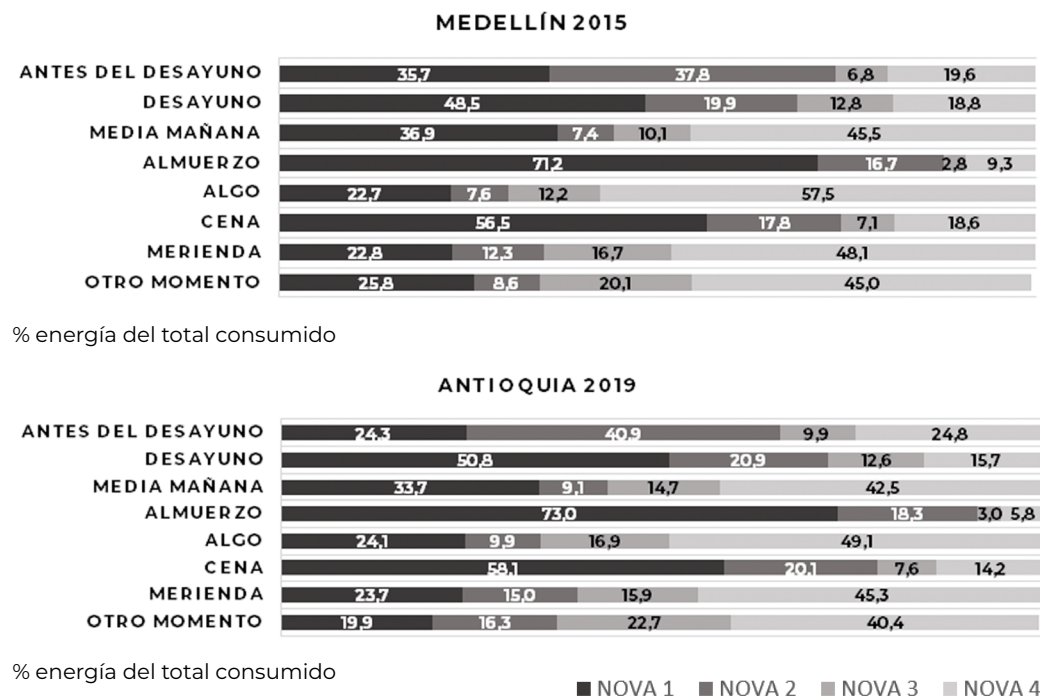 MEDELLÍN 2015
ANTES DEL DESAYUNO 35,7 37,8 6,8 19,6
DESAYUNO 48,5 19,9 12,8 18,8
MEDIA MAÑANA 36,9 7,4 10,1 45,5
ALMUERZO 71,2 16,7 2,8 9,3
ALGO 22,7 7,6 12,2 57,5
CENA 56,5 17,8 7,1 18,6
MERIENDA 22,8 12,3 16,7 48,1
OTRO MOMENTO 25,8 8,6 20,1 45,0
% energía del total consumido
ANTIOQUIA 2019
ANTES DEL DESAYUNO 24,3 40,9 9,9 24,8
DESAYUNO 50,8 20,9 12,6 15,7
MEDIA MAÑANA 33,7 9,1 14,7 42,5
ALMUERZO 73,0 18,3 3,0 5,8
ALGO 24,1 9,9 16,9 49,1
CENA 58,1 20,1 7,6 14,2
MERIENDA 23,7 15,0 15,9 45,3
OTRO MOMENTO 19,9 16,3 22,7 40,4
% energía del total consumido
NOVA 1 NOVA 2 NOVA 3 NOVA 4